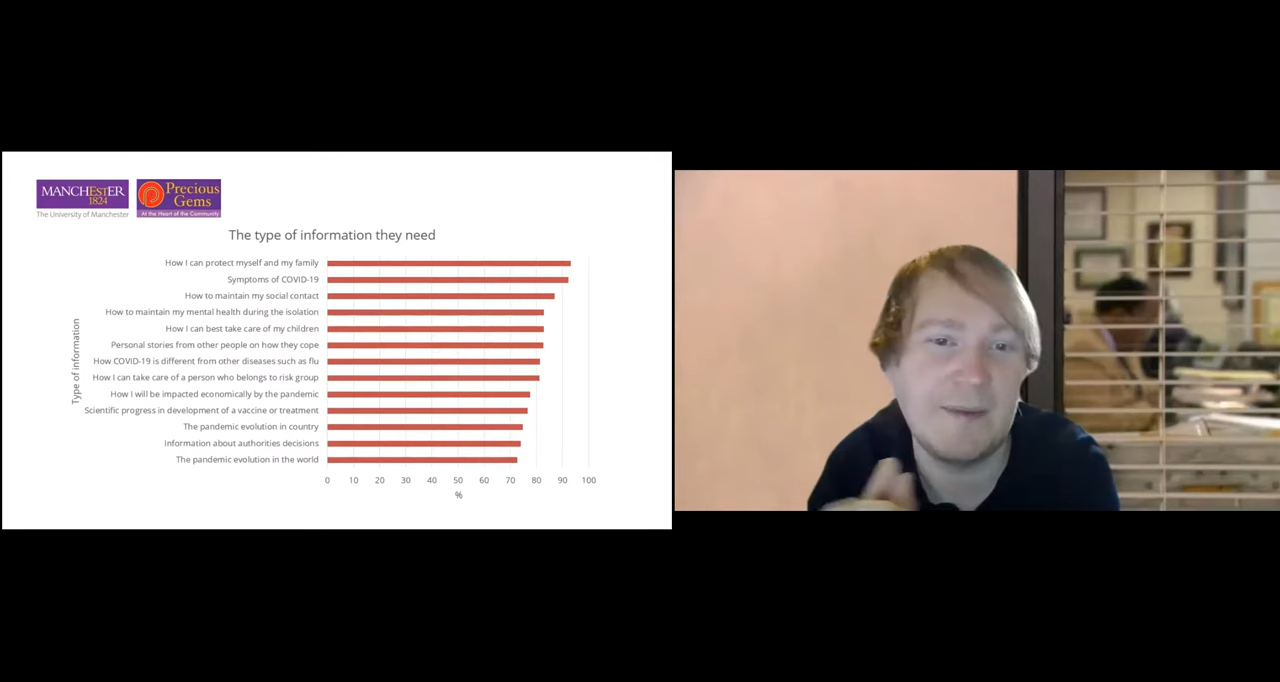 MANCHESTER
1824
The University of Manchester
Precious
Gems
At the Heart of the Community
The type of information they need
Type of information
How I can protect myself and my family
Symptoms of COVID-19
How to maintain my social contact
How to maintain my mental health during the isolation
How I can best take care of my children
Personal stories from other people on how they cope
How COVID-19 is different from other diseases such as flu
How I can take care of a person who belongs to risk group
How I will be impacted economically by the pandemic
Scientific progress in development of a vaccine or treatment
The pandemic evolution in country
Information about authorities decisions
The pandemic evolution in the world
0 10 20 30 40 50 60 70 80 90 100
%